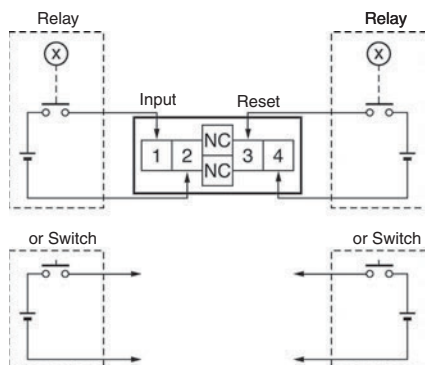 Relay
Relay
X
X
Input
Reset
NC
1 2 3 4
NC
or Switch
or Switch